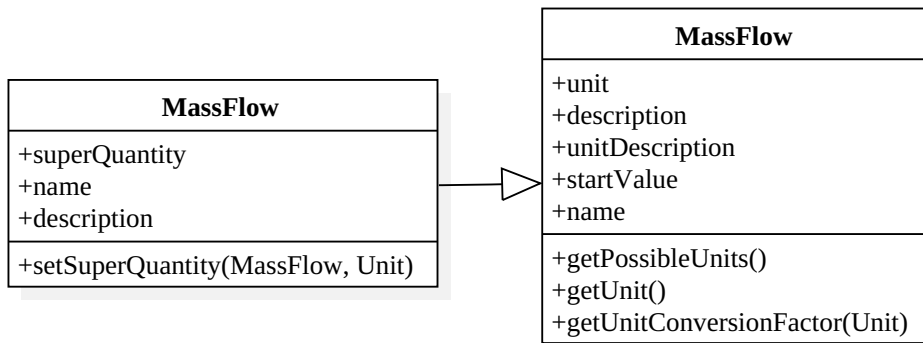 MassFlow
+superQuantity
+name
+description
+setSuperQuantity(MassFlow, Unit)
MassFlow
+unit
+description
+unitDescription
+startValue
+name
+getPossibleUnits()
+getUnit()
+getUnitConversionFactor(Unit)